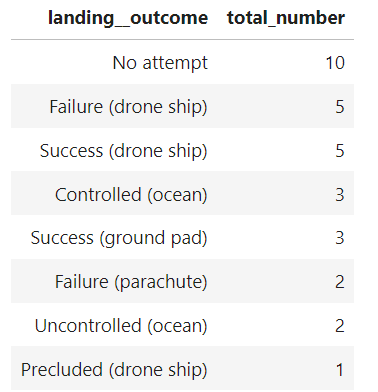 landing__outcome total_number
No attempt 10
Failure (drone ship) 5
Success (drone ship) 5
Controlled (ocean) 3
Success (ground pad) 3
Failure (parachute) 2
Uncontrolled (ocean) 2
Precluded (drone ship) 1